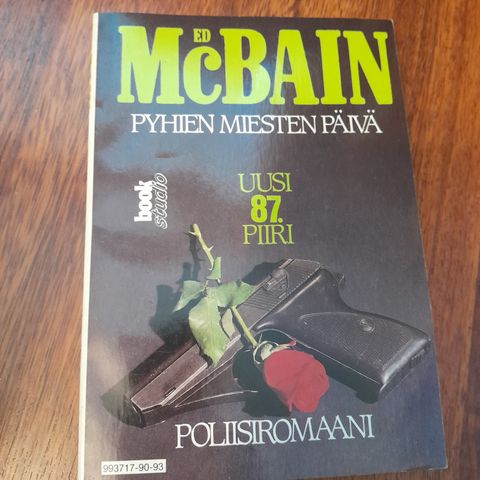 ED
McBAIN
PYHIEN MIESTEN PÄIVÄ
book
studio
UUSI
87.
PIIRI
POLIISIROMAANI
993717-90-93